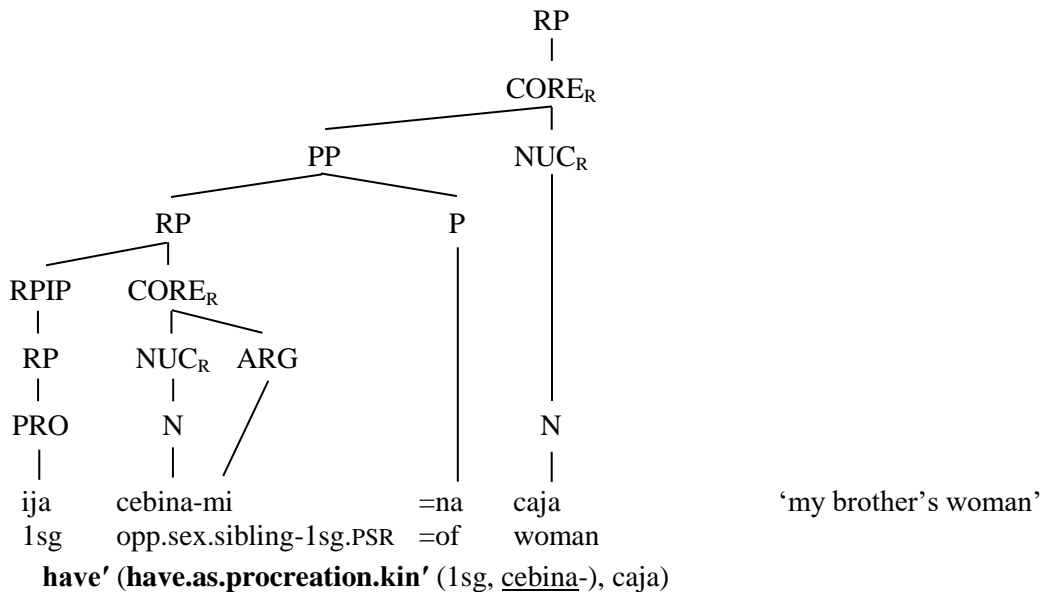 RP
CORE_R
PP NUC_R
RP P
RPIP CORE_R
RP NUC_R ARG
PRO N N
ija cebina-mi =na caja ‘my brother’s woman’
1sg opp.sex.sibling-1sg.PSR =of woman
have′ (have.as.procreation.kin′ (1sg, cebina-), caja)